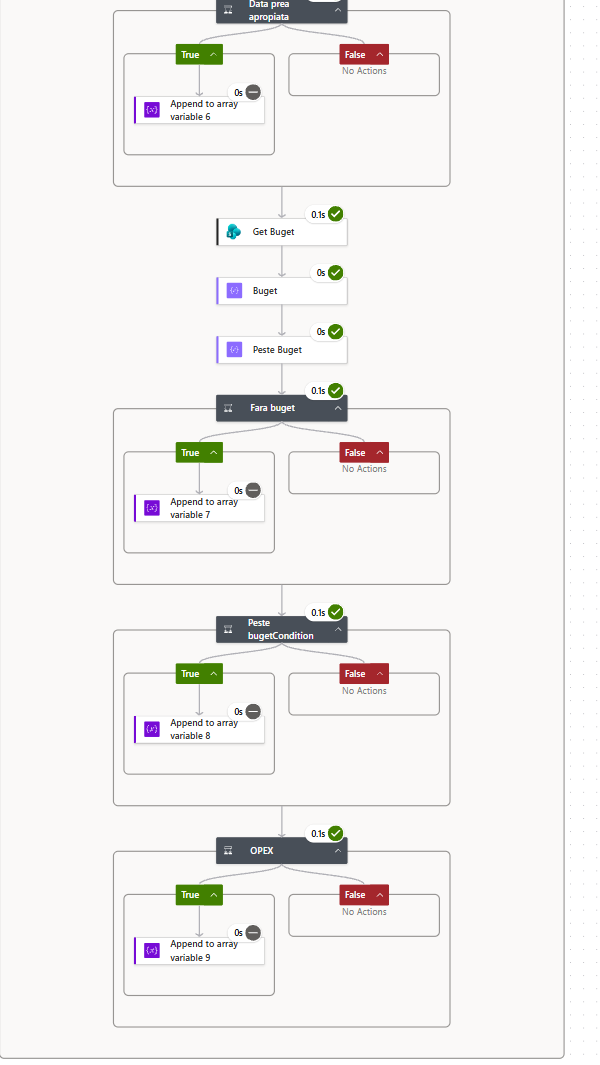 Data prea
apropiata
True
False
No Actions
0s
Append to array
variable 6
0.1s
Get Buget
0s
Buget
0s
Peste Buget
0.1s
Fara buget
True
False
No Actions
0s
Append to array
variable 7
0.1s
Peste
bugetCondition
True
False
No Actions
0s
Append to array
variable 8
0.1s
OPEX
True
False
No Actions
0s
Append to array
variable 9